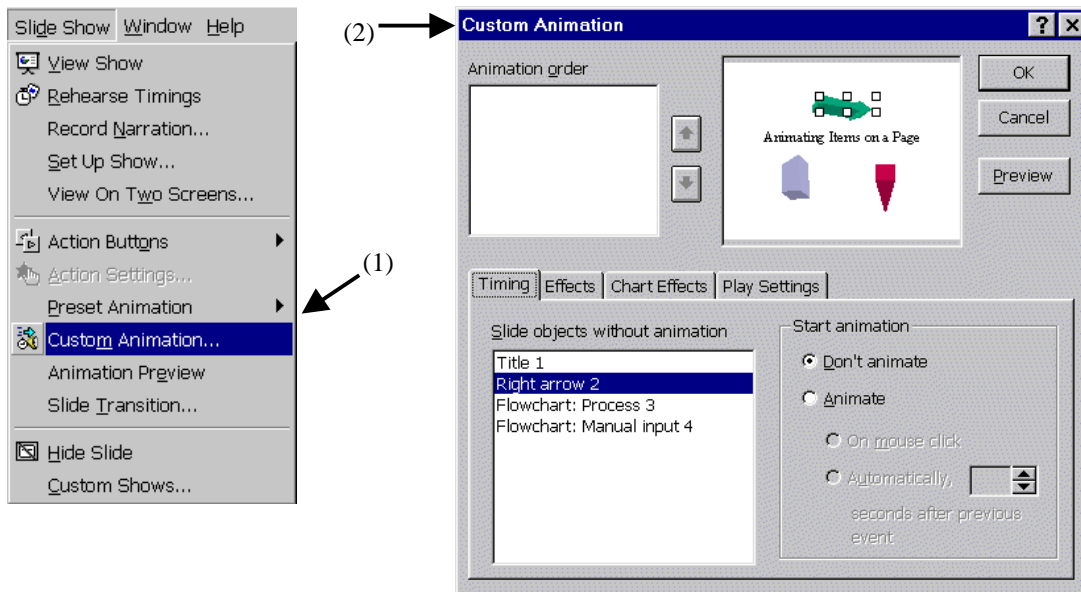 Slide Show Window Help
View Show
Rehearse Timings
Record Narration...
Set Up Show...
View On Two Screens...
Action Buttons
Action Settings...
Preset Animation
Custom Animation...
Animation Preview
Slide Transition...
Hide Slide
Custom Shows...
(1)
(2)
Custom Animation
Animation order
Animating Items on a Page
OK
Cancel
Preview
Timing Effects Chart Effects Play Settings
Slide objects without animation
Title 1
Right arrow 2
Flowchart: Process 3
Flowchart: Manual input 4
Start animation
Don't animate
Animate
On mouse click
Automatically,
seconds after previous
event